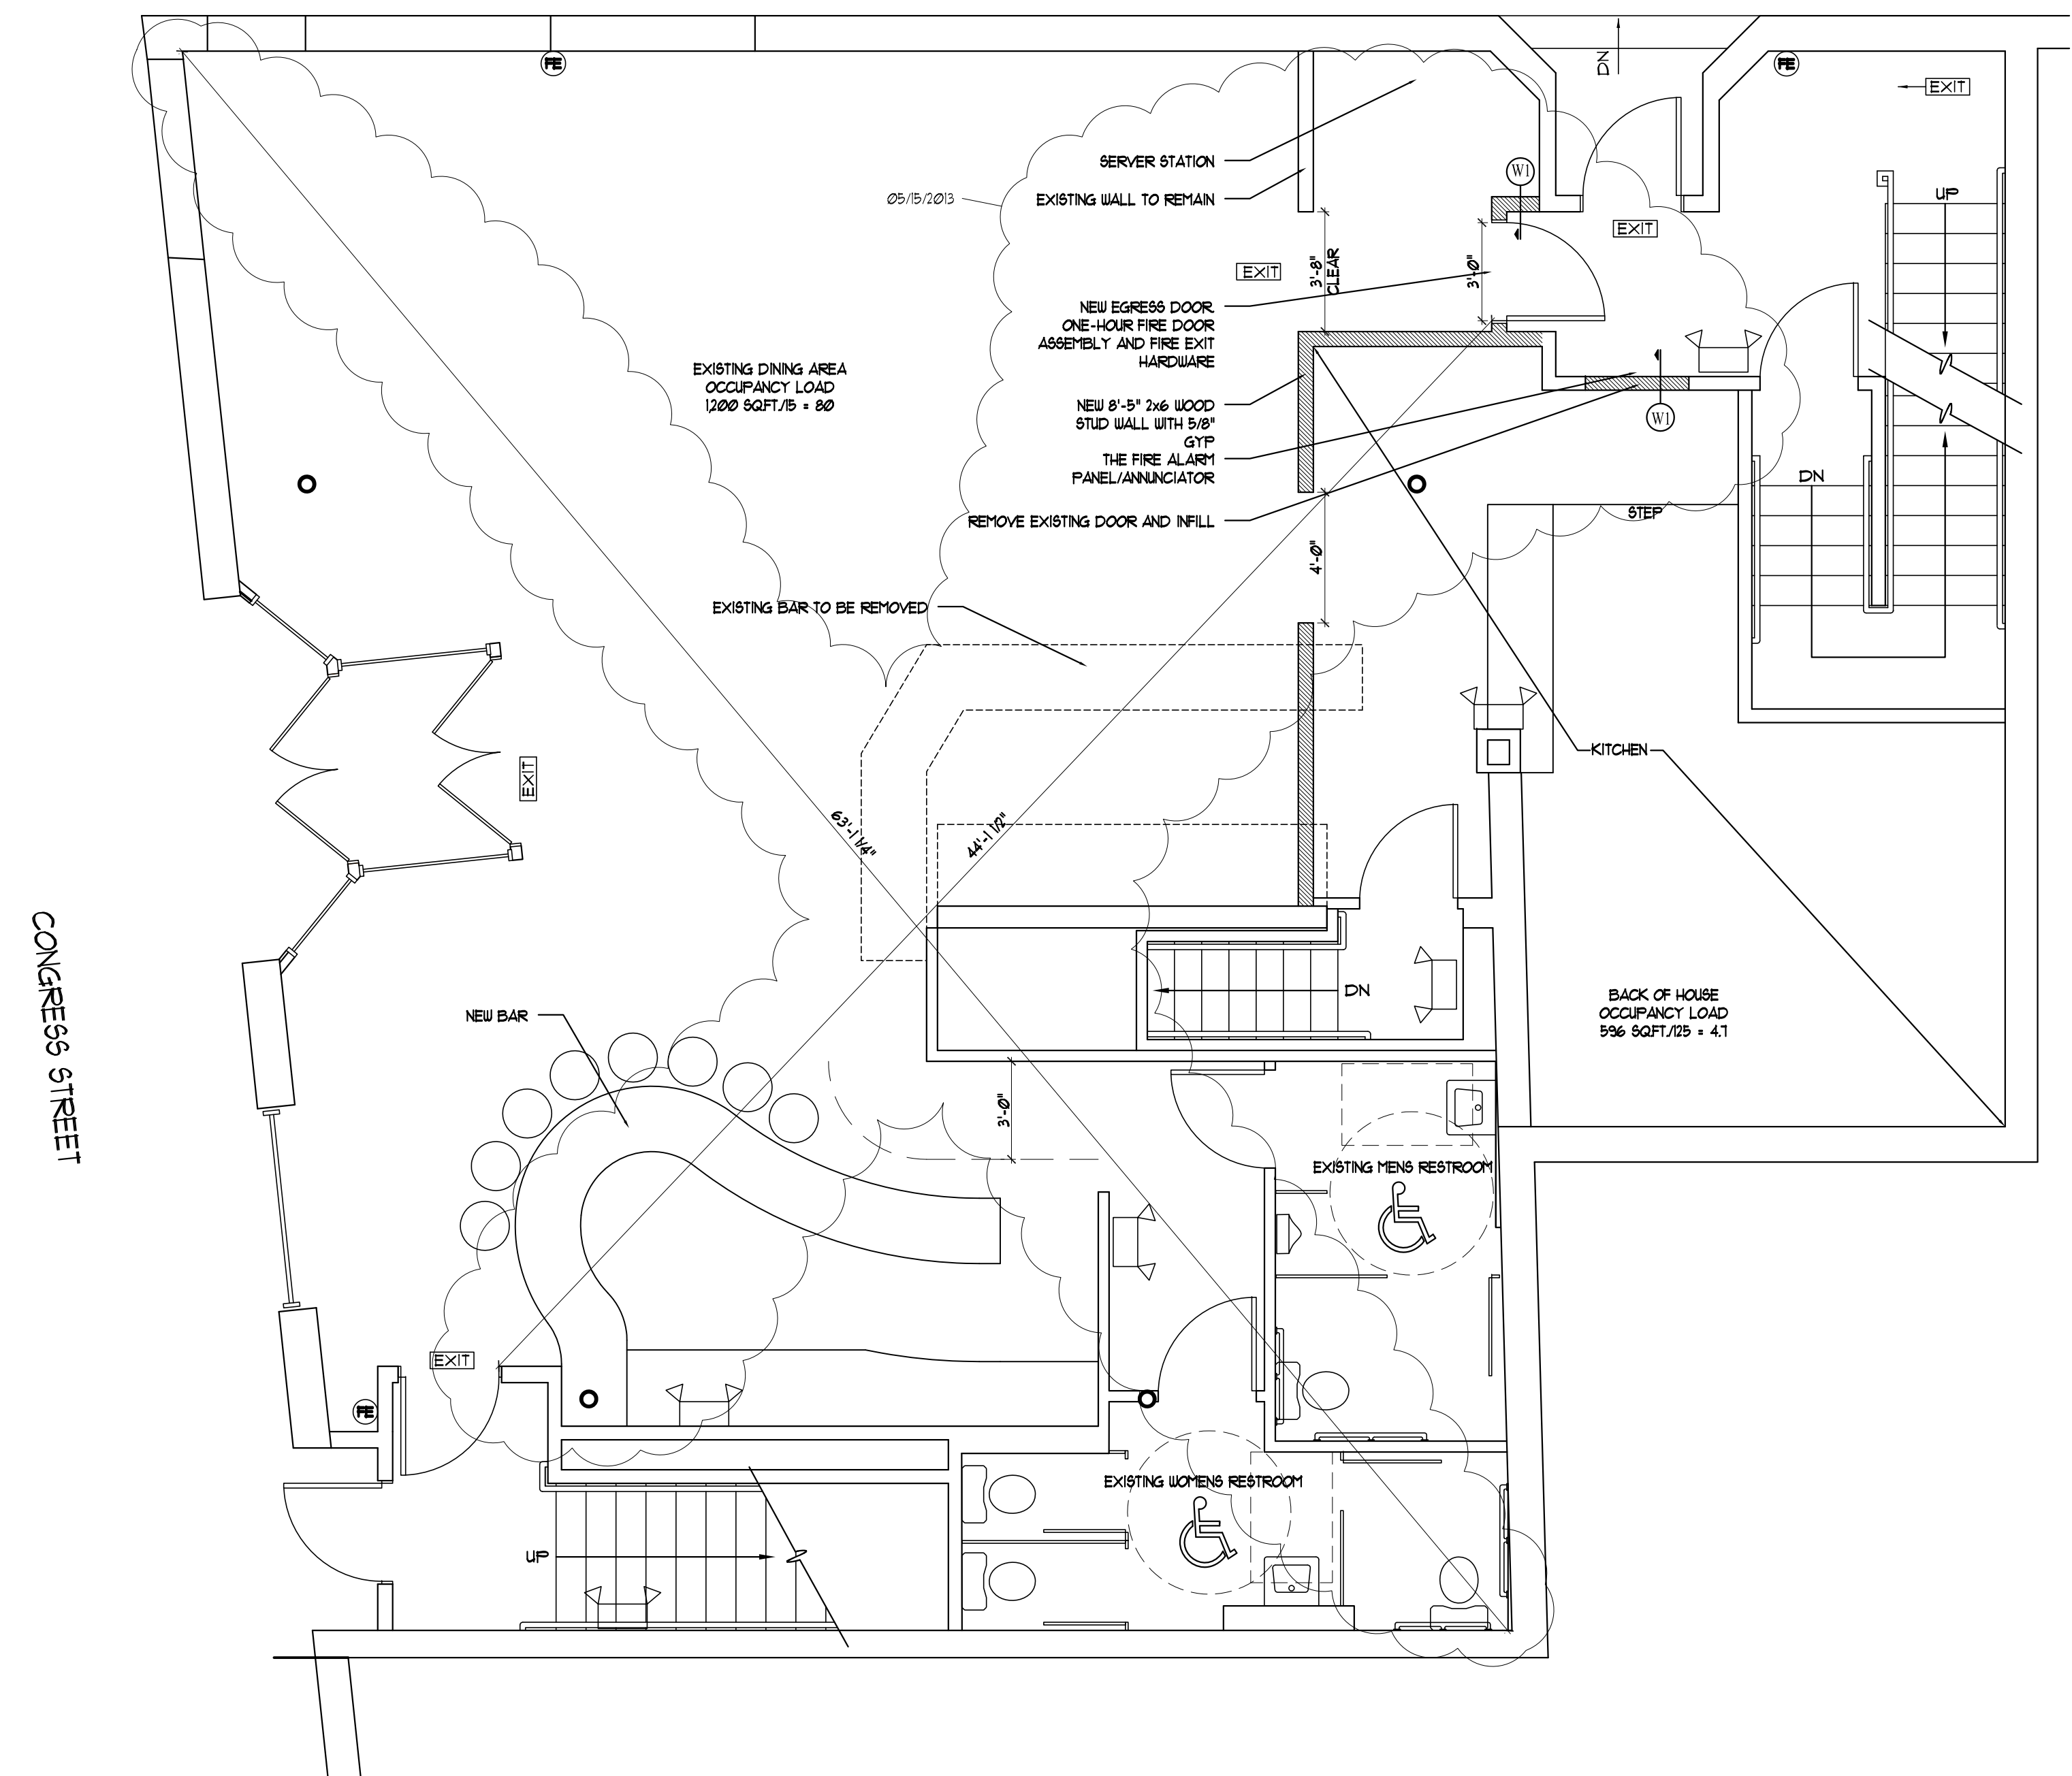 DN
FE
FE
EXIT
SERVER STATION
W1
UP
05/15/2013
EXISTING WALL TO REMAIN
EXIT
EXIT
3'-8"
CLEAR
3'-0"
NEW EGRESS DOOR.
ONE-HOUR FIRE DOOR
ASSEMBLY AND FIRE EXIT
HARDWARE
EXISTING DINING AREA
OCCUPANCY LOAD
1,200 SQ.FT./15 = 80
NEW 8'-5" 2x6 WOOD
STUD WALL WITH 5/8"
GYP
W1
THE FIRE ALARM
PANEL/ANNUNCIATOR
DN
REMOVE EXISTING DOOR AND INFILL
STEP
4'-0"
EXISTING BAR TO BE REMOVED
KITCHEN
EXIT
63'-1 1/4"
44'-1 1/2"
CONGRESS STREET
DN
BACK OF HOUSE
OCCUPANCY LOAD
596 SQ.FT./125 = 4.7
NEW BAR
3'-0"
EXISTING MENS RESTROOM
EXIT
FE
EXISTING WOMENS RESTROOM
UP